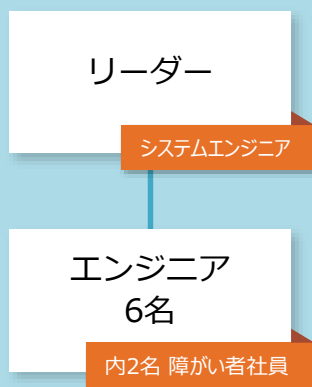 リーダー
システムエンジニア
エンジニア
6名
内2名 障がい者社員